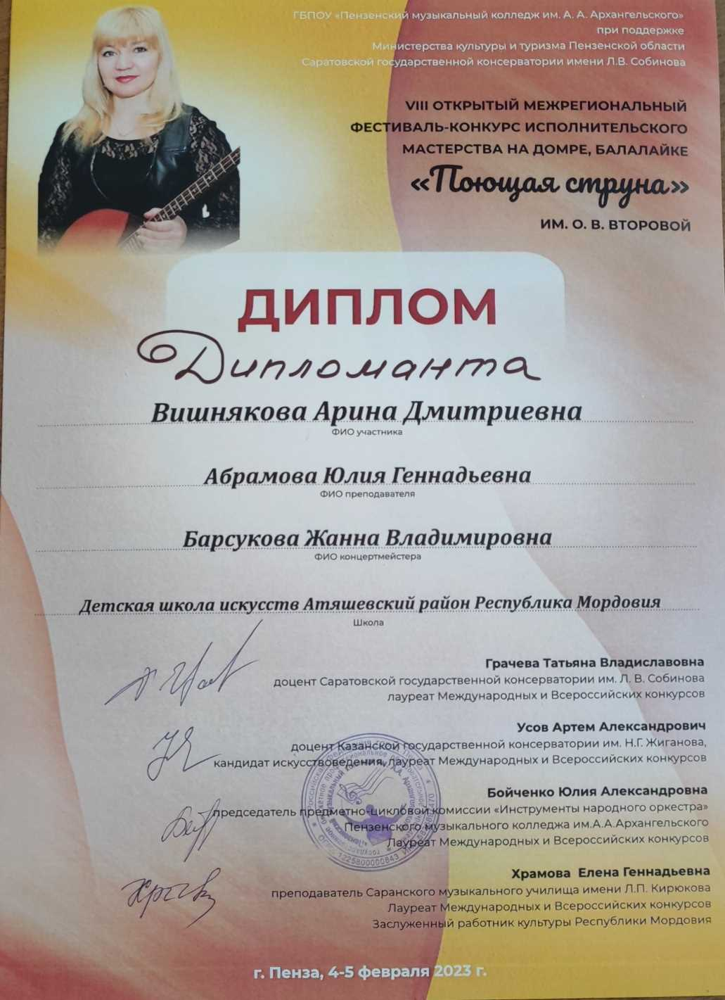 ГБПОУ «Пензенский музыкальный колледж им. А. А. Архангельского»
при поддержке
Министерства культуры и туризма Пензенской области
Саратовской государственной консерватории имени Л.В. Собинова
VIII ОТКРЫТЫЙ МЕЖРЕГИОНАЛЬНЫЙ
ФЕСТИВАЛЬ-КОНКУРС ИСПОЛНИТЕЛЬСКОГО
МАСТЕРСТВА НА ДОМРЕ, БАЛАЛАЙКЕ
«Поющая струна»
ИМ. О. В. ВТОРОВОЙ
ДИПЛОМ
Дипломанта
Вишнякова Арина Дмитриевна
ФИО участника
Абрамова Юлия Геннадьевна
ФИО преподавателя
Барсукова Жанна Владимировна
ФИО концертмейстера
Детская школа искусств Атяшевский район Республика Мордовия
Школа
Грачева Татьяна Владиславовна
доцент Саратовской государственной консерватории им. Л. В. Собинова
лауреат Международных и Всероссийских конкурсов
Усов Артем Александрович
доцент Казанской государственной консерватории им. Н.Г. Жиганова,
кандидат искусствоведения, лауреат Международных и Всероссийских конкурсов
Бойченко Юлия Александровна
председатель предметно-цикловой комиссии «Инструменты народного оркестра»
Пензенского музыкального колледжа им.А.А.Архангельского
Лауреат Международных и Всероссийских конкурсов
1225800000843
Храмова Елена Геннадьевна
преподаватель Саранского музыкального училища имени Л.П. Кирюкова
Лауреат Международных и Всероссийских конкурсов
Заслуженный работник культуры Республики Мордовия
г. Пенза, 4-5 февраля 2023 г.